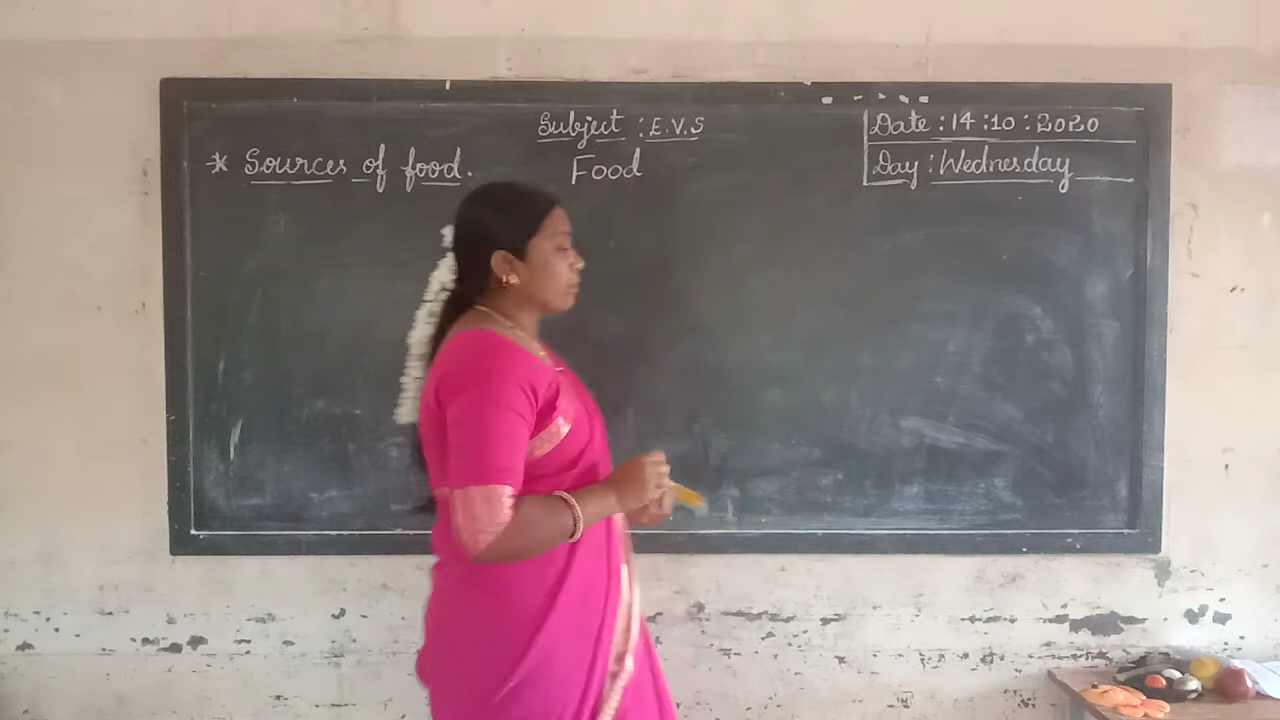 Subject : E.V.S
Date : 14 : 10 : 2020
* Sources of food.
Food
Day : Wednesday